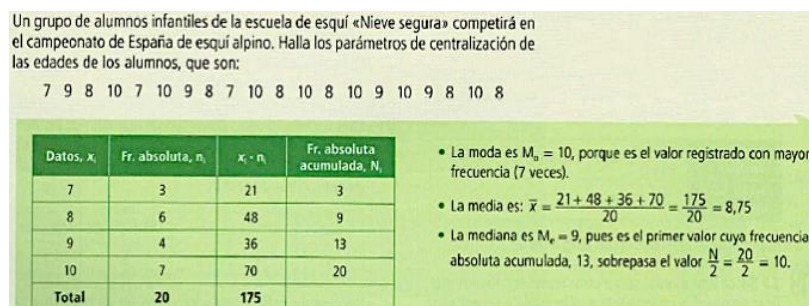 Un grupo de alumnos infantiles de la escuela de esquí «Nieve segura» competirá en
el campeonato de España de esquí alpino. Halla los parámetros de centralización de
las edades de los alumnos, que son:
7 9 8 10 7 10 9 8 7 10 8 10 8 10 9 10 9 8 10 8
Datos, xᵢ Fr. absoluta, nᵢ xᵢ · nᵢ Fr. absoluta acumulada, Nᵢ
7 3 21 3
8 6 48 9
9 4 36 13
10 7 70 20
Total 20 175
• La moda es Mₒ = 10, porque es el valor registrado con mayor
frecuencia (7 veces).
• La media es: x̄ = (21 + 48 + 36 + 70)/20 = 175/20 = 8,75
• La mediana es Mₑ = 9, pues es el primer valor cuya frecuencia
absoluta acumulada, 13, sobrepasa el valor N/2 = 20/2 = 10.